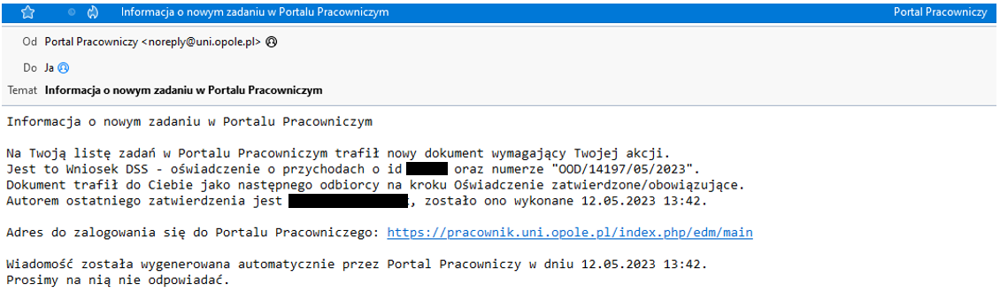 Informacja o nowym zadaniu w Portalu Pracowniczym Portal Pracowniczy
Od Portal Pracowniczy <noreply@uni.opole.pl>
Do Ja
Temat Informacja o nowym zadaniu w Portalu Pracowniczym
Informacja o nowym zadaniu w Portalu Pracowniczym
Na Twoją listę zadań w Portalu Pracowniczym trafił nowy dokument wymagający Twojej akcji.
Jest to Wniosek DSS - oświadczenie o przychodach o id oraz numerze "OOD/14197/05/2023".
Dokument trafił do Ciebie jako następnego odbiorcy na kroku Oświadczenie zatwierdzone/obowiązujące.
Autorem ostatniego zatwierdzenia jest , zostało ono wykonane 12.05.2023 13:42.
Adres do zalogowania się do Portalu Pracowniczego: https://pracownik.uni.opole.pl/index.php/edm/main
Wiadomość została wygenerowana automatycznie przez Portal Pracowniczy w dniu 12.05.2023 13:42.
Prosimy na nią nie odpowiadać.